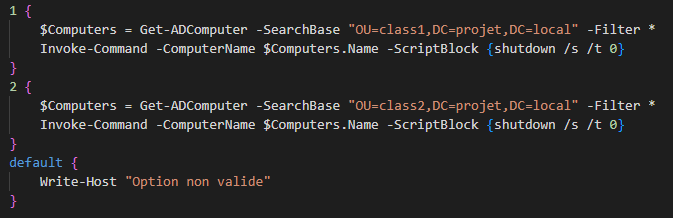 1 {
    $Computers = Get-ADComputer -SearchBase "OU=class1,DC=projet,DC=local" -Filter *
    Invoke-Command -ComputerName $Computers.Name -ScriptBlock {shutdown /s /t 0}
}
2 {
    $Computers = Get-ADComputer -SearchBase "OU=class2,DC=projet,DC=local" -Filter *
    Invoke-Command -ComputerName $Computers.Name -ScriptBlock {shutdown /s /t 0}
}
default {
    Write-Host "Option non valide"
}